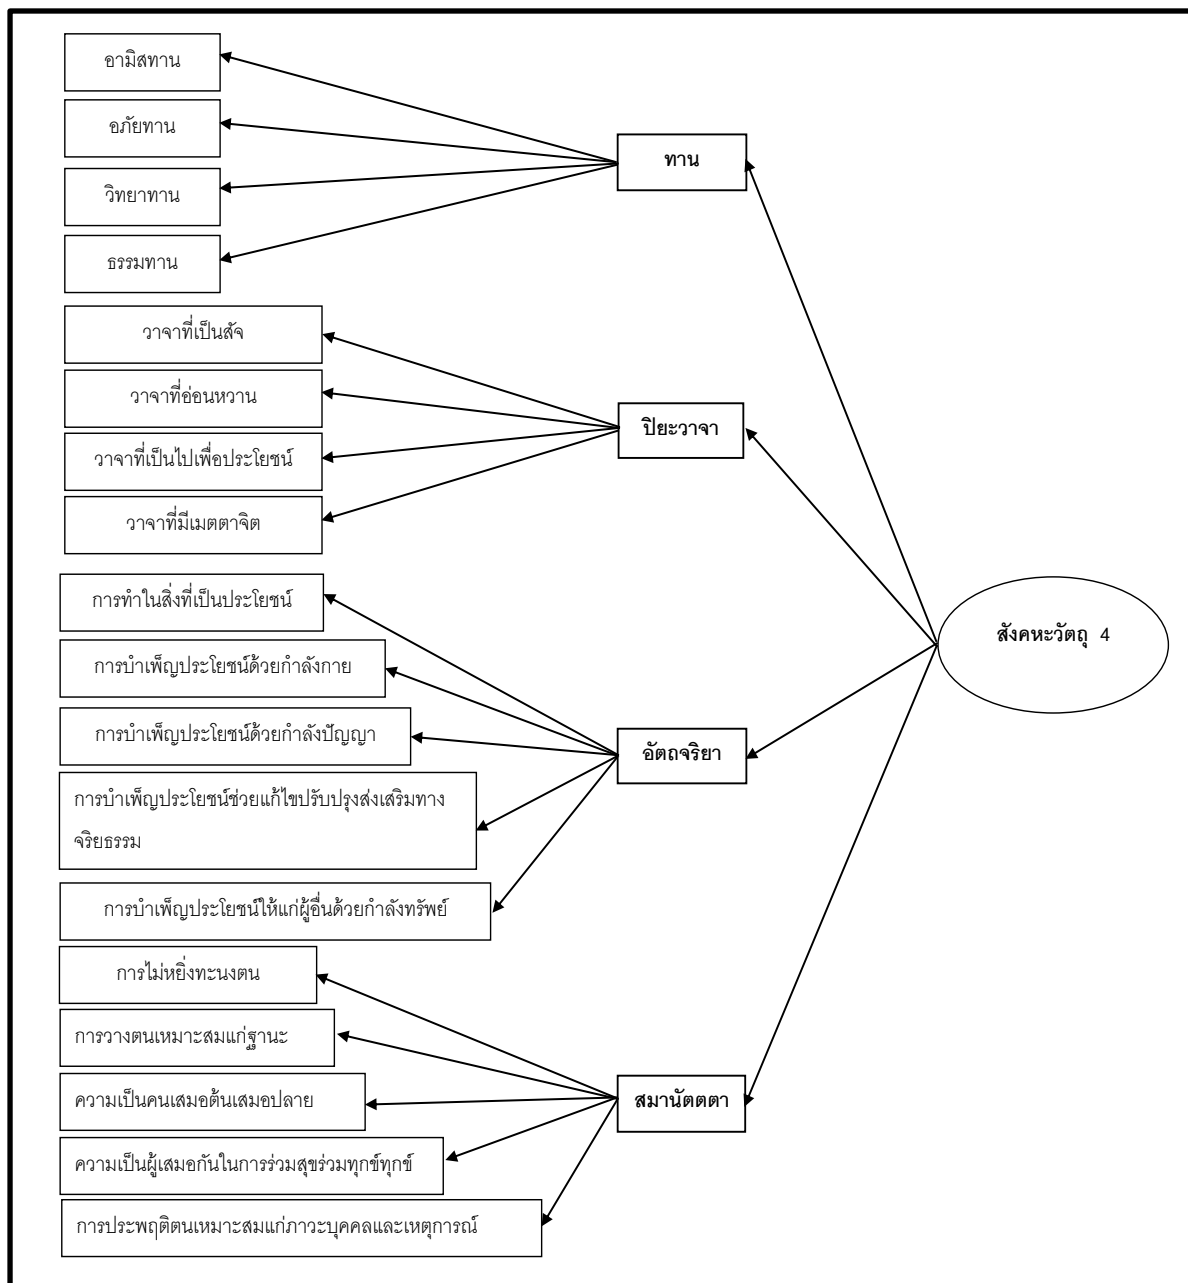 อามิสทาน
อภัยทาน
วิทยาทาน
ธรรมทาน
ทาน
วาจาที่เป็นสัจ
วาจาที่อ่อนหวาน
วาจาที่เป็นไปเพื่อประโยชน์
วาจาที่มีเมตตาจิต
ปิยะวาจา
การทำในสิ่งที่เป็นประโยชน์
การบำเพ็ญประโยชน์ด้วยกำลังกาย
การบำเพ็ญประโยชน์ด้วยกำลังปัญญา
การบำเพ็ญประโยชน์ช่วยแก้ไขปรับปรุงส่งเสริมทาง
จริยธรรม
การบำเพ็ญประโยชน์ให้แก่ผู้อื่นด้วยกำลังทรัพย์
อัตถจริยา
สังคหะวัตถุ 4
การไม่หยิ่งทะนงตน
การวางตนเหมาะสมแก่ฐานะ
ความเป็นคนเสมอต้นเสมอปลาย
ความเป็นผู้เสมอกันในการร่วมสุขร่วมทุกข์ทุกข์
การประพฤติตนเหมาะสมแก่ภาวะบุคคลและเหตุการณ์
สมานัตตตา